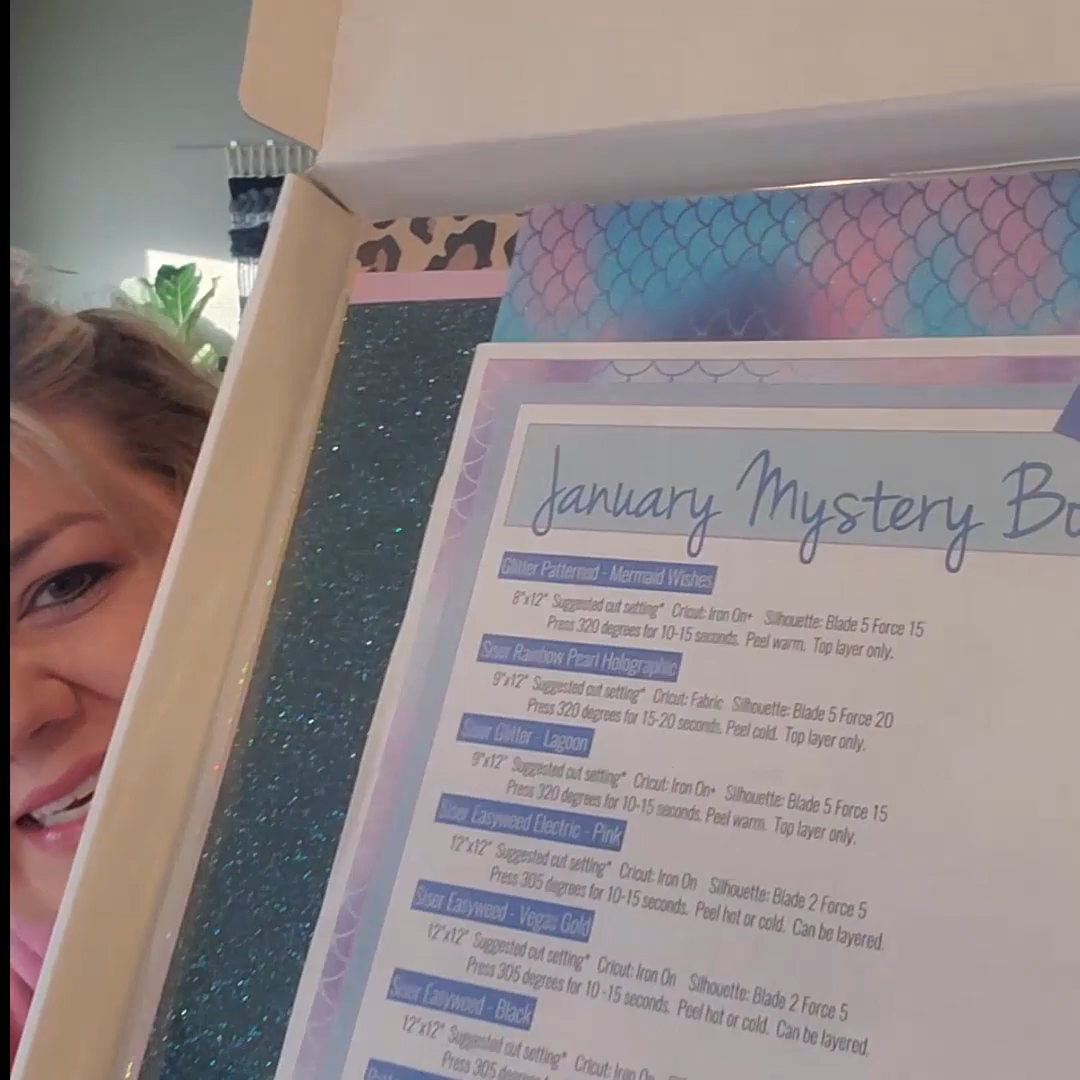 January Mystery Bo
Glitter Patterned - Mermaid Wishes
8"x12" Suggested cut setting* Cricut: Iron On+ Silhouette: Blade 5 Force 15
Press 320 degrees for 10-15 seconds. Peel warm. Top layer only.
Siser Rainbow Pearl Holographic
9"x12" Suggested cut setting* Cricut: Fabric Silhouette: Blade 5 Force 20
Press 320 degrees for 15-20 seconds. Peel cold. Top layer only.
Siser Glitter - Lagoon
9"x12" Suggested cut setting* Cricut: Iron On+ Silhouette: Blade 5 Force 15
Press 320 degrees for 10-15 seconds. Peel warm. Top layer only.
Siser Easyweed Electric - Pink
12"x12" Suggested cut setting* Cricut: Iron On Silhouette: Blade 2 Force 5
Press 305 degrees for 10-15 seconds. Peel hot or cold. Can be layered.
Siser Easyweed - Vegas Gold
12"x12" Suggested cut setting* Cricut: Iron On Silhouette: Blade 2 Force 5
Press 305 degrees for 10-15 seconds. Peel hot or cold. Can be layered.
Siser Easyweed - Black
12"x12" Suggested cut setting* Cricut: Iron On
Press 305 degrees